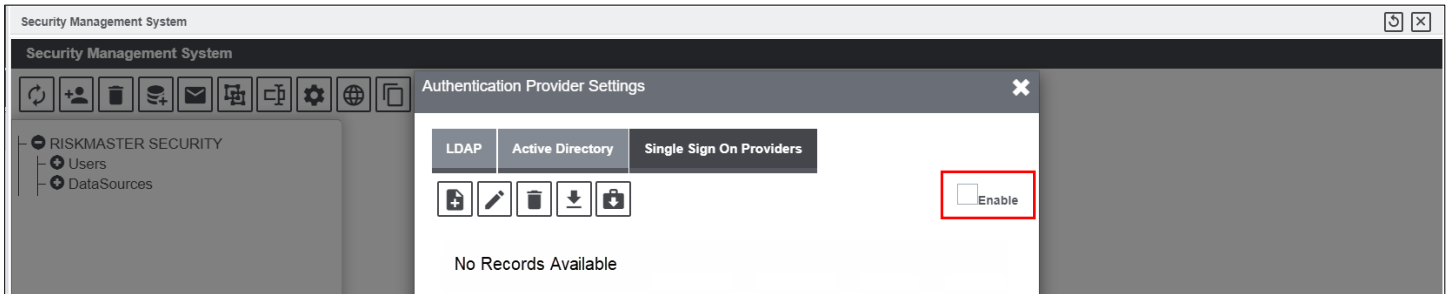 Security Management System
Security Management System
Authentication Provider Settings
RISKMASTER SECURITY
Users
DataSources
LDAP Active Directory Single Sign On Providers
Enable
No Records Available